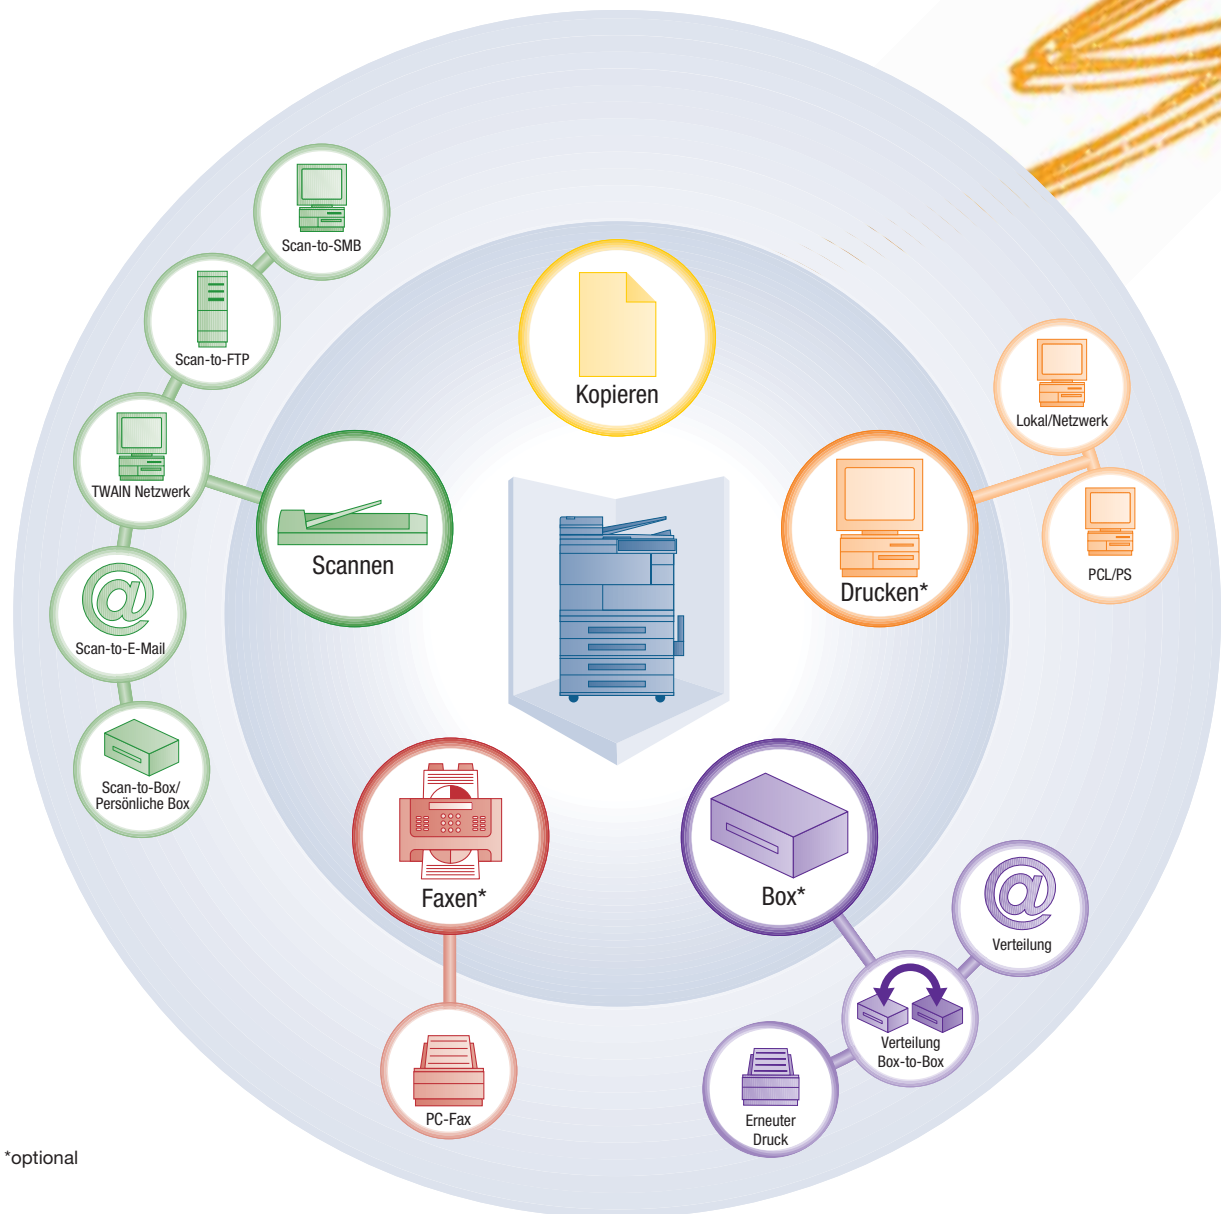 Scan-to-SMB
Scan-to-FTP
TWAIN Netzwerk
Scan-to-E-Mail
Scan-to-Box/
Persönliche Box
Scannen
Kopieren
Drucken*
Lokal/Netzwerk
PCL/PS
Faxen*
PC-Fax
Box*
Verteilung
Verteilung
Box-to-Box
Erneuter
Druck
*optional